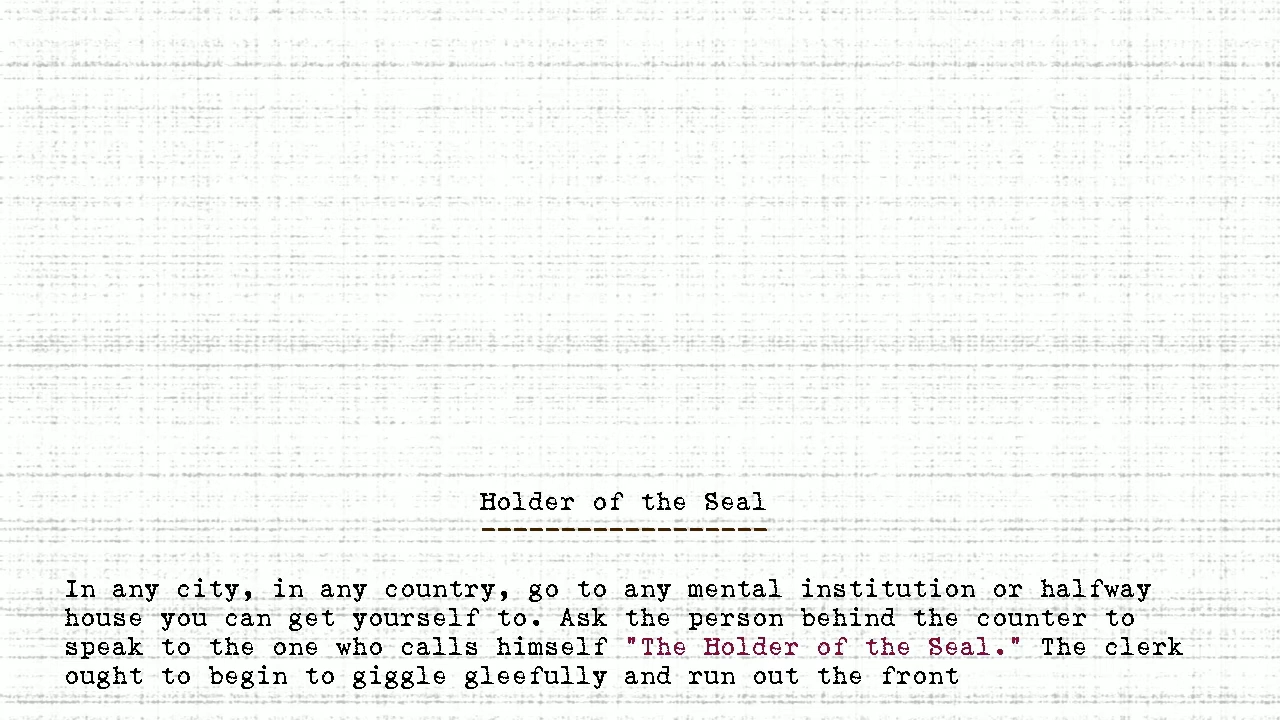 Holder of the Seal
------------------
In any city, in any country, go to any mental institution or halfway
house you can get yourself to. Ask the person behind the counter to
speak to the one who calls himself "The Holder of the Seal." The clerk
ought to begin to giggle gleefully and run out the front